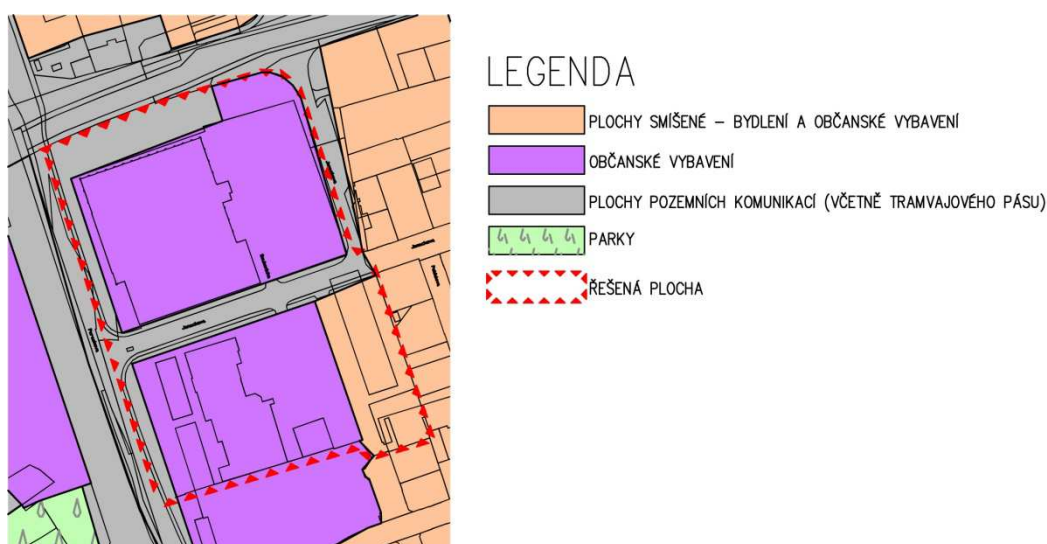 LEGENDA
PLOCHY SMÍŠENÉ – BYDLENÍ A OBČANSKÉ VYBAVENÍ
OBČANSKÉ VYBAVENÍ
PLOCHY POZEMNÍCH KOMUNIKACÍ (VČETNĚ TRAMVAJOVÉHO PÁSU)
PARKY
ŘEŠENÁ PLOCHA